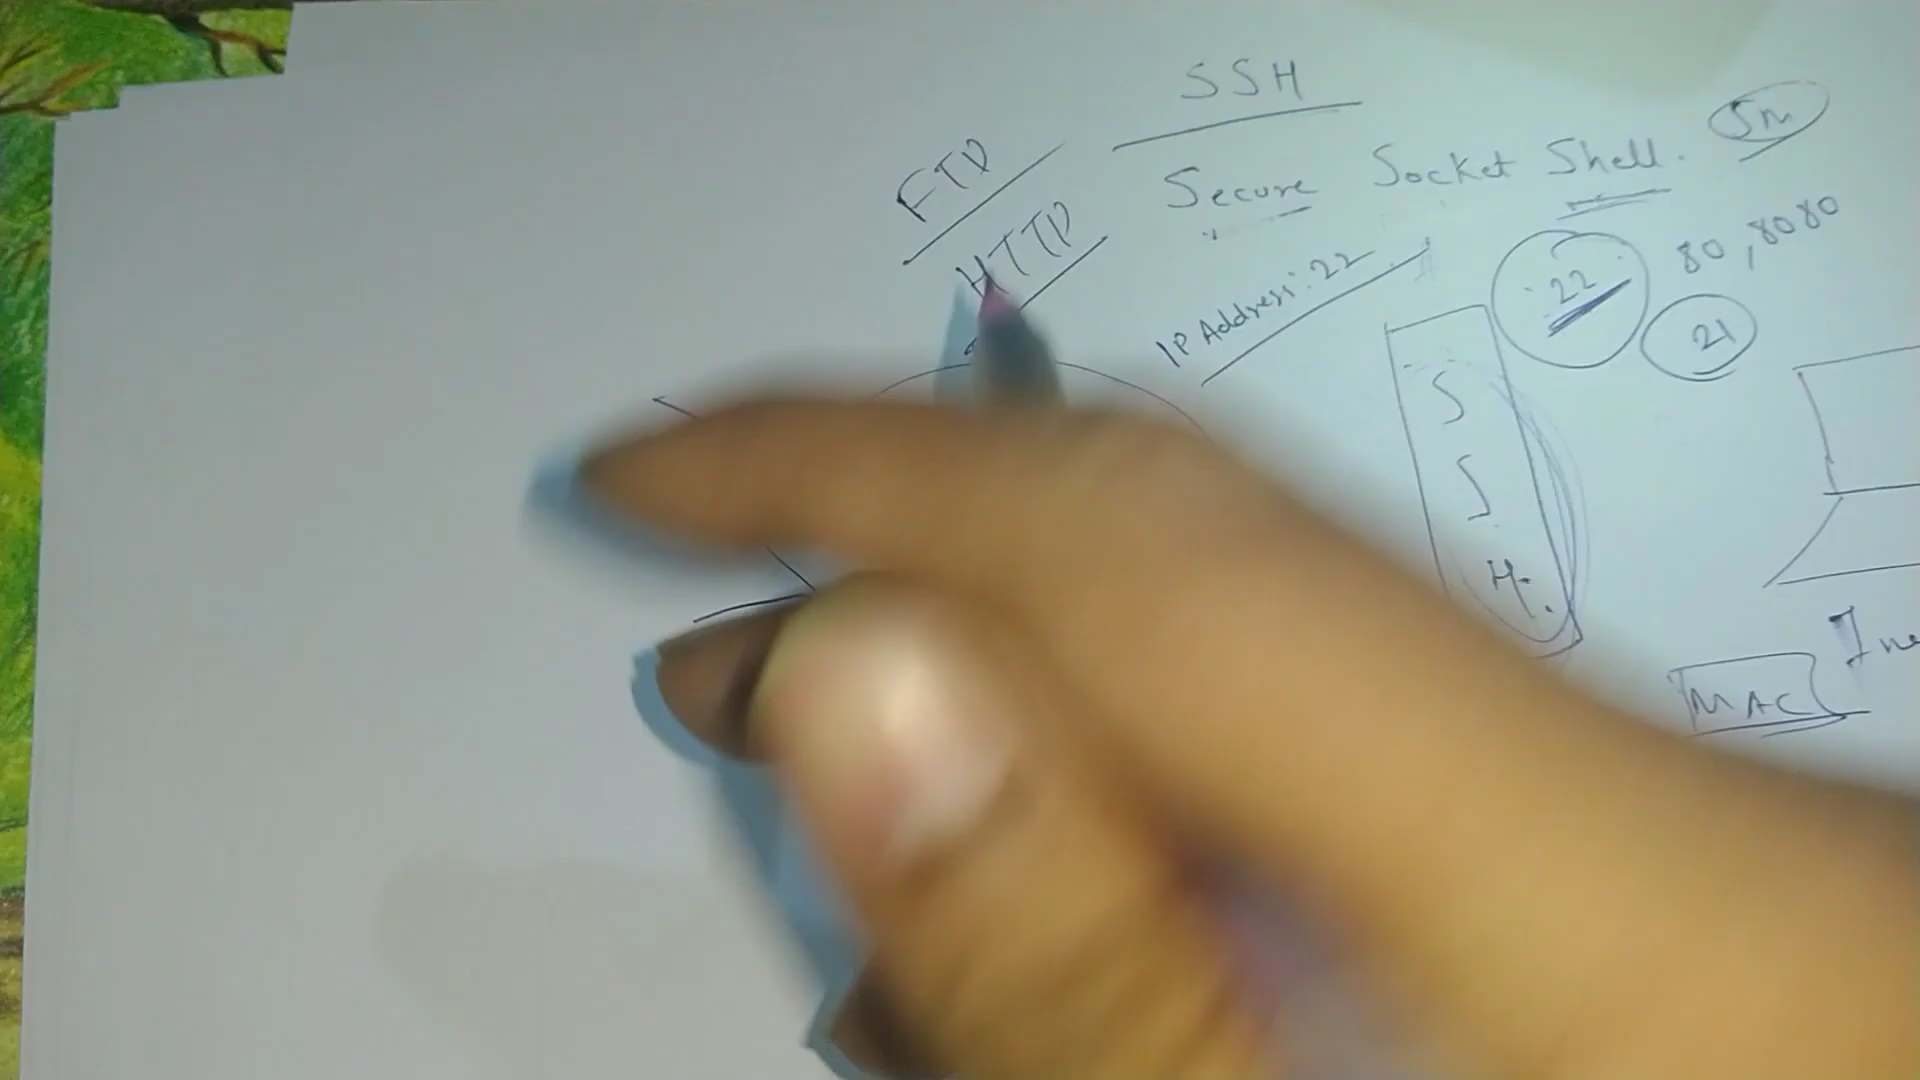 SSH
FTP
Secure Socket Shell.
HTTP
IP Address: 22
:22
80, 8080
21
S
S
H.
MAC